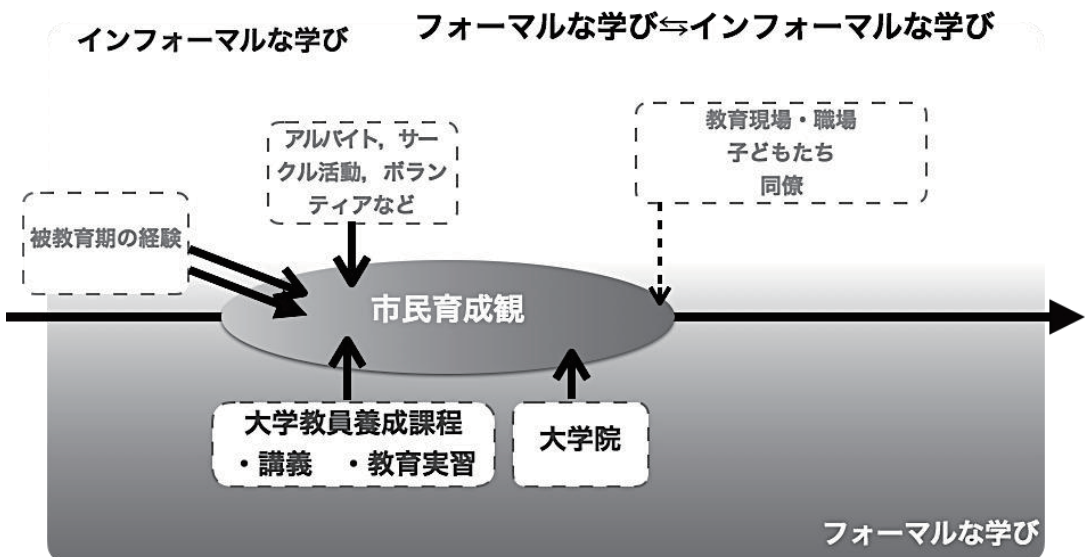 インフォーマルな学び
フォーマルな学び⇆インフォーマルな学び
アルバイト，サー
クル活動，ボラン
ティアなど
教育現場・職場
子どもたち
同僚
被教育期の経験
市民育成観
大学教員養成課程
・講義　・教育実習
大学院
フォーマルな学び